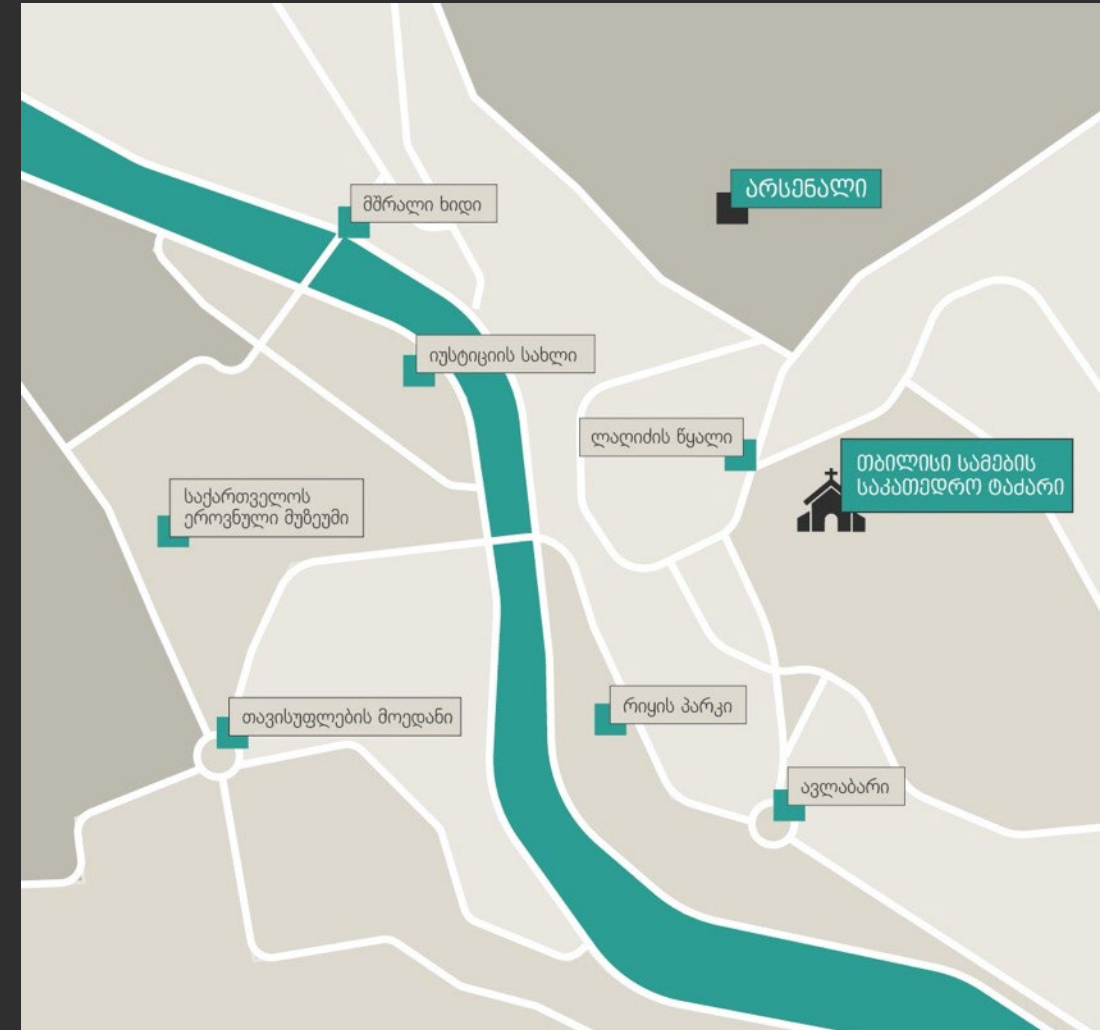 არსენალი
მშრალი ხიდი
იუსტიციის სახლი
ლაღიძის წყალი
თბილისი სამების
საკათედრო ტაძარი
საქართველოს
ეროვნული მუზეუმი
თავისუფლების მოედანი
რიყის პარკი
ავლაბარი